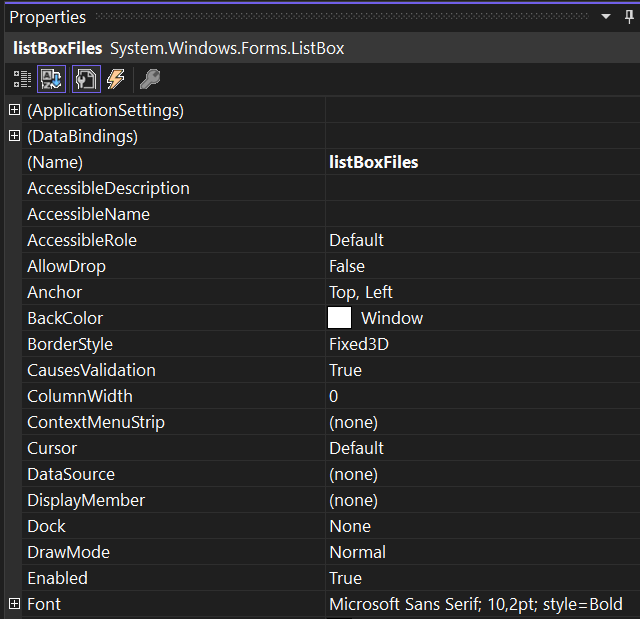 Properties
listBoxFiles System.Windows.Forms.ListBox
(ApplicationSettings)
(DataBindings)
(Name) listBoxFiles
AccessibleDescription
AccessibleName
AccessibleRole Default
AllowDrop False
Anchor Top, Left
BackColor Window
BorderStyle Fixed3D
CausesValidation True
ColumnWidth 0
ContextMenuStrip (none)
Cursor Default
DataSource (none)
DisplayMember (none)
Dock None
DrawMode Normal
Enabled True
Font Microsoft Sans Serif; 10,2pt; style=Bold